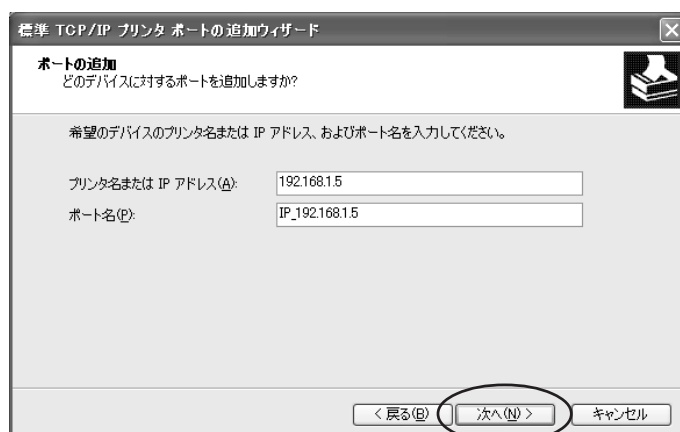 標準 TCP/IP プリンタ ポートの追加ウィザード
ポートの追加
どのデバイスに対するポートを追加しますか?
希望のデバイスのプリンタ名または IP アドレス、およびポート名を入力してください。
プリンタ名または IP アドレス(A): 192.168.1.5
ポート名(P): IP_192.168.1.5
< 戻る(B) 次へ(N) > キャンセル